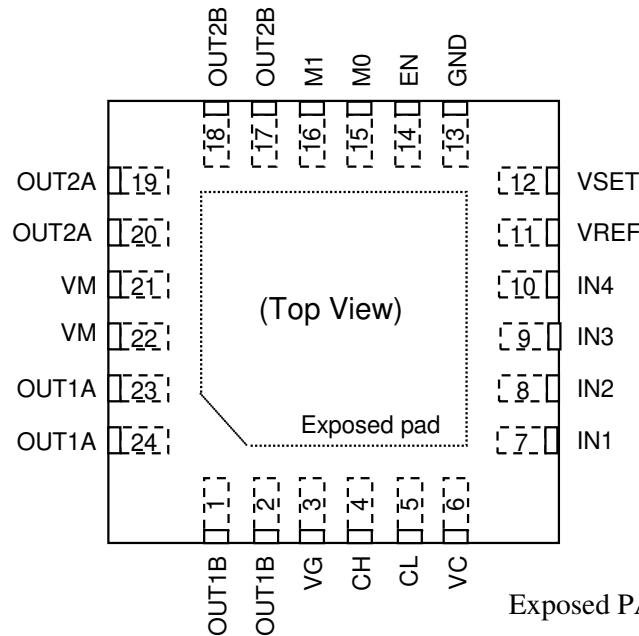 OUT2B OUT2B M1 M0 EN GND
18 17 16 15 14 13
OUT2A 19 12 VSET
OUT2A 20 11 VREF
VM 21 10 IN4
(Top View)
VM 22 9 IN3
OUT1A 23 8 IN2
Exposed pad
OUT1A 24 7 IN1
1 2 3 4 5 6
OUT1B OUT1B VG CH CL VC
Exposed PA